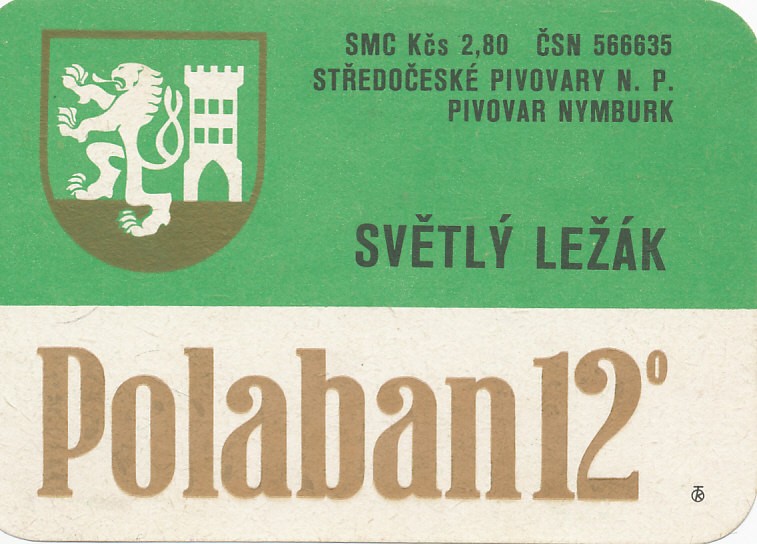 SMC Kčs 2,80 ČSN 566635
STŘEDOČESKÉ PIVOVARY N. P.
PIVOVAR NYMBURK
SVĚTLÝ LEŽÁK
Polaban 12°